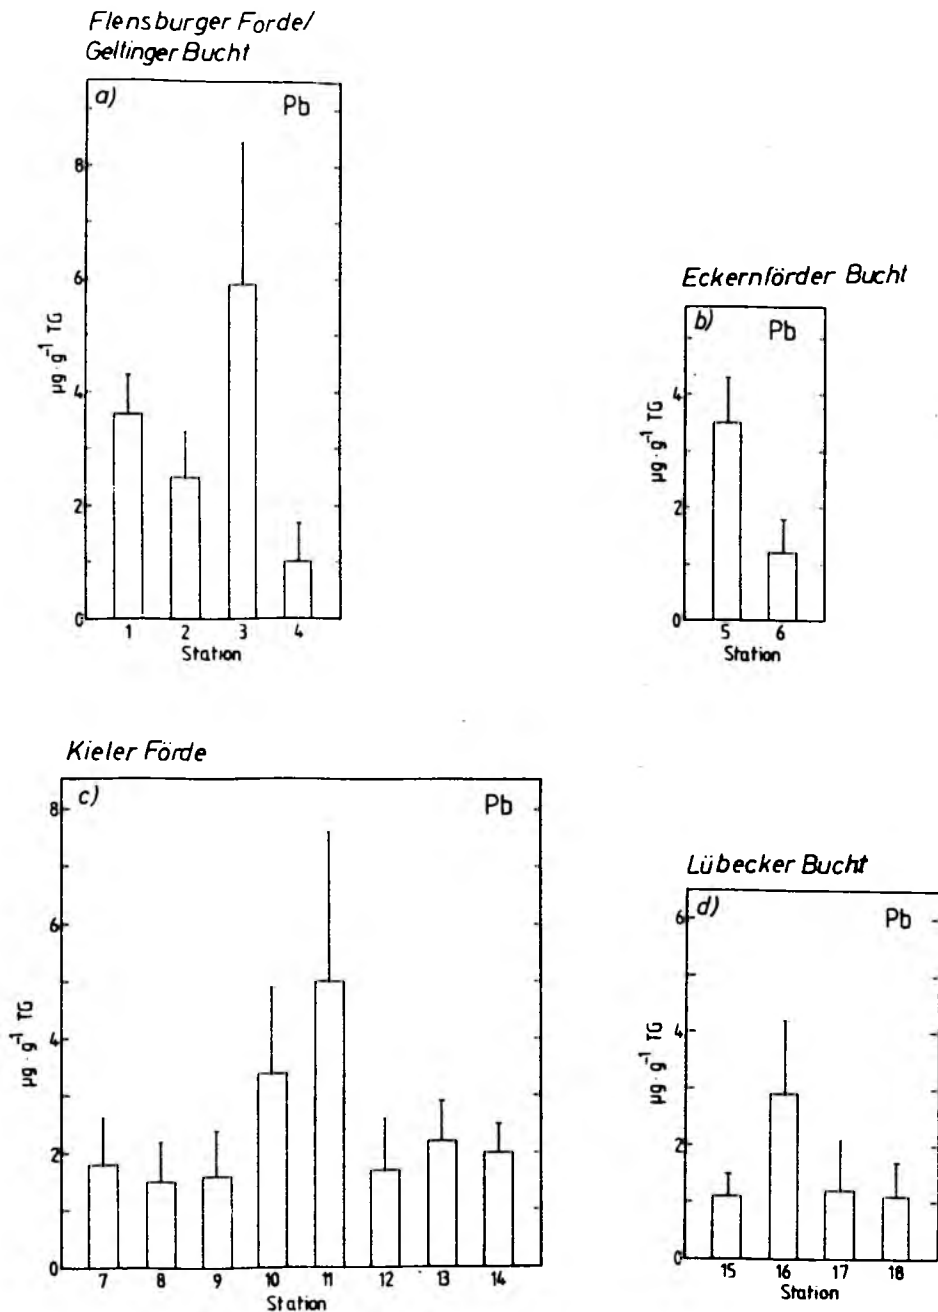 Flensburger Forde/
Geltinger Bucht
a)
Pb
8
6
4
2
0
µg · g⁻¹ TG
1 2 3 4
Station
Eckernförder Bucht
b)
Pb
4
2
0
µg · g⁻¹ TG
5 6
Station
Kieler Förde
c)
Pb
8
6
4
2
0
µg · g⁻¹ TG
7 8 9 10 11 12 13 14
Station
Lübecker Bucht
d)
Pb
6
4
2
0
µg · g⁻¹ TG
15 16 17 18
Station